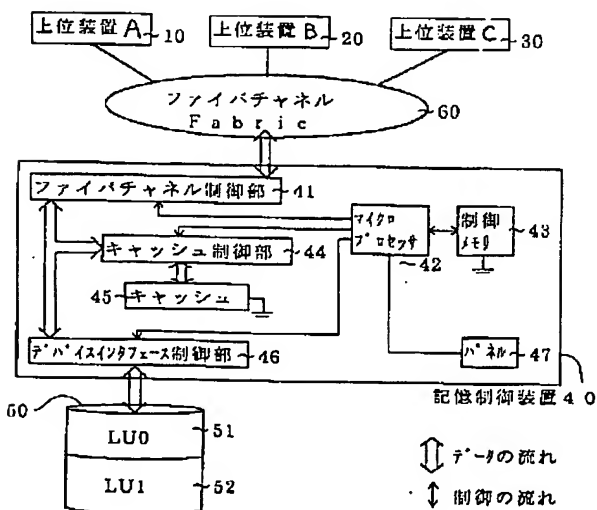 上位装置A 10
上位装置B 20
上位装置C 30
ファイバチャネル
Fabric
60
ファイバチャネル制御部 41
マイクロ
プロセッサ
42
制御
メモリ
43
キャッシュ制御部 44
45 キャッシュ
デバイスインタフェース制御部 46
パネル 47
記憶制御装置40
50
LU0 51
LU1 52
データの流れ
制御の流れ